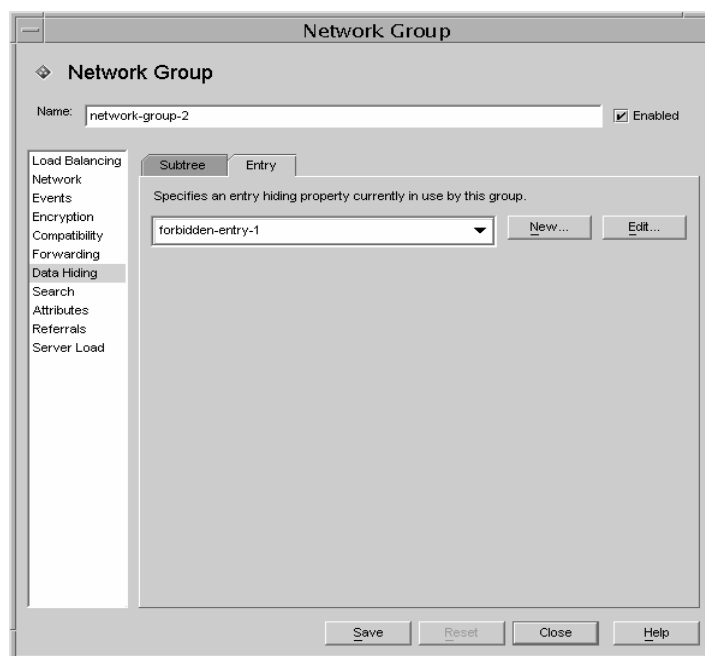 Network Group
Network Group
Name:
network-group-2
Enabled
Load Balancing
Network
Events
Encryption
Compatibility
Forwarding
Data Hiding
Search
Attributes
Referrals
Server Load
Subtree
Entry
Specifies an entry hiding property currently in use by this group.
forbidden-entry-1
New...
Edit...
Save
Reset
Close
Help